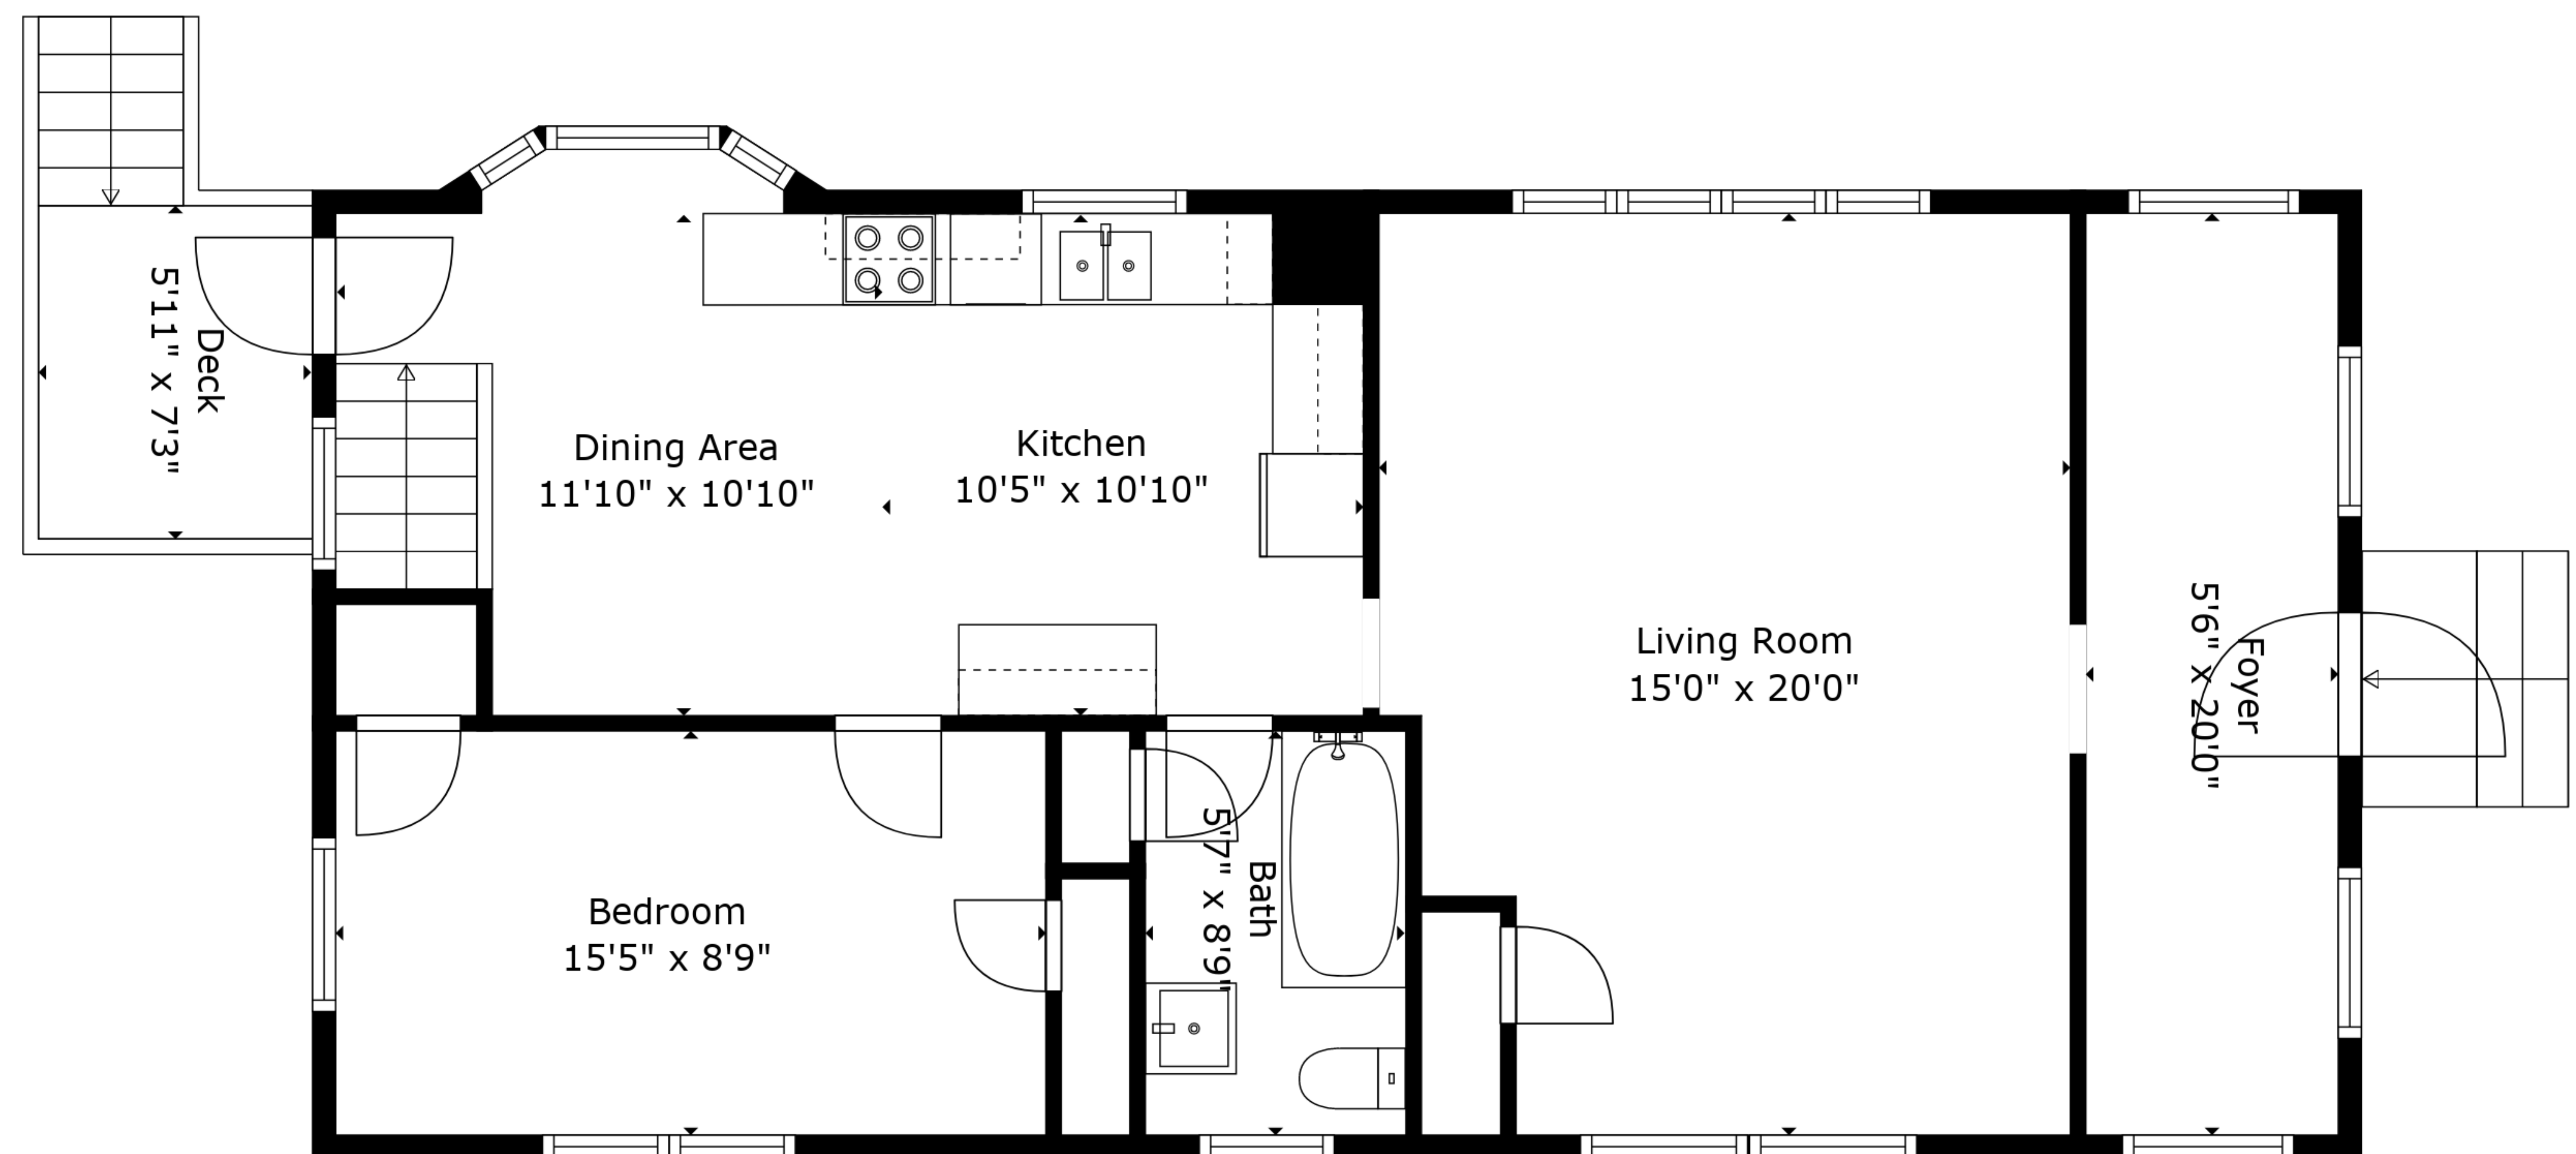 Deck
5'11" x 7'3"
Dining Area
11'10" x 10'10"
Kitchen
10'5" x 10'10"
Living Room
15'0" x 20'0"
Foyer
5'6" x 20'0"
Bedroom
15'5" x 8'9"
Bath
5'7" x 8'9"